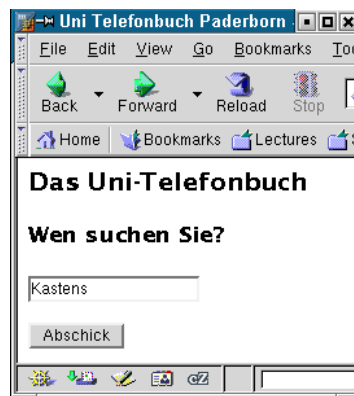 Uni Telefonbuch Paderborn
File Edit View Go Bookmarks
Back Forward Reload Stop
Home Bookmarks Lectures
Das Uni-Telefonbuch
Wen suchen Sie?
Kastens
Abschick